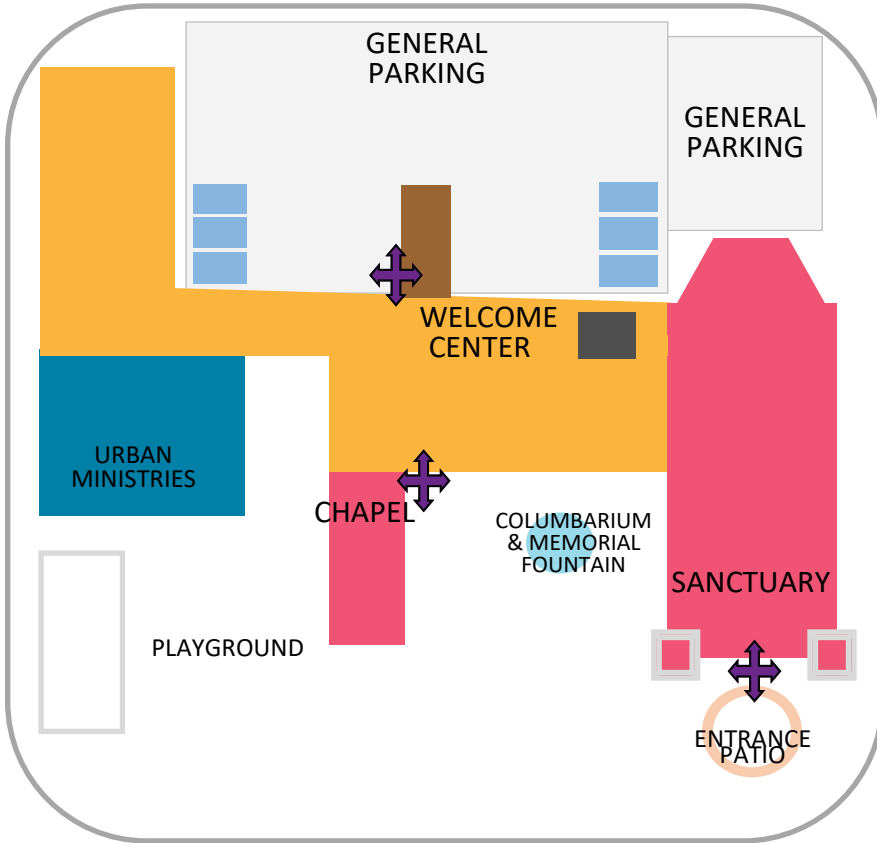 GENERAL
PARKING
GENERAL
PARKING
WELCOME
CENTER
URBAN
MINISTRIES
CHAPEL
COLUMBARIUM
& MEMORIAL
FOUNTAIN
SANCTUARY
PLAYGROUND
ENTRANCE
PATIO